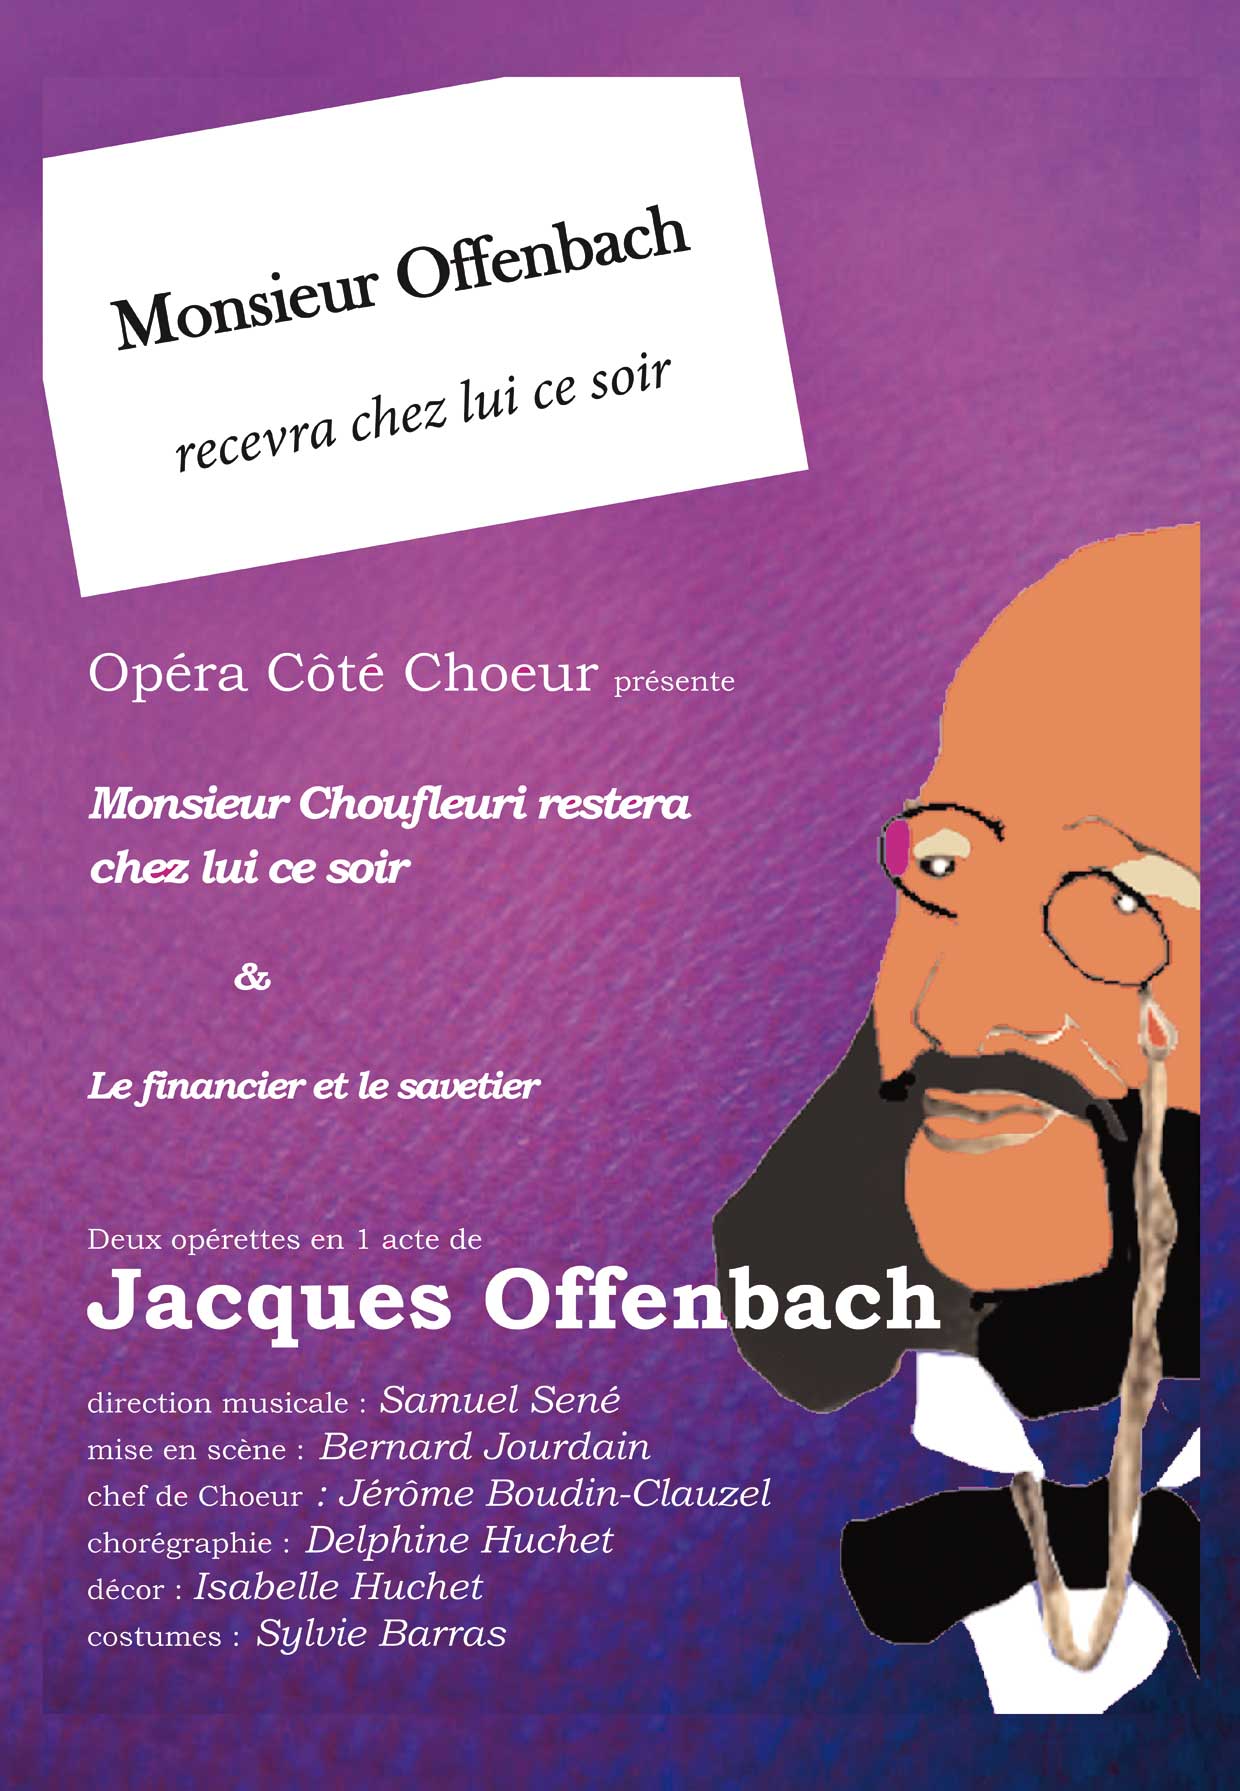 Monsieur Offenbach
recevra chez lui ce soir
Opéra Côté Choeur présente
Monsieur Choufleuri restera
chez lui ce soir
&
Le financier et le savetier
Deux opérettes en 1 acte de
Jacques Offenbach
direction musicale : Samuel Sené
mise en scène : Bernard Jourdain
chef de Choeur : Jérôme Boudin-Clauzel
chorégraphie : Delphine Huchet
décor : Isabelle Huchet
costumes : Sylvie Barras